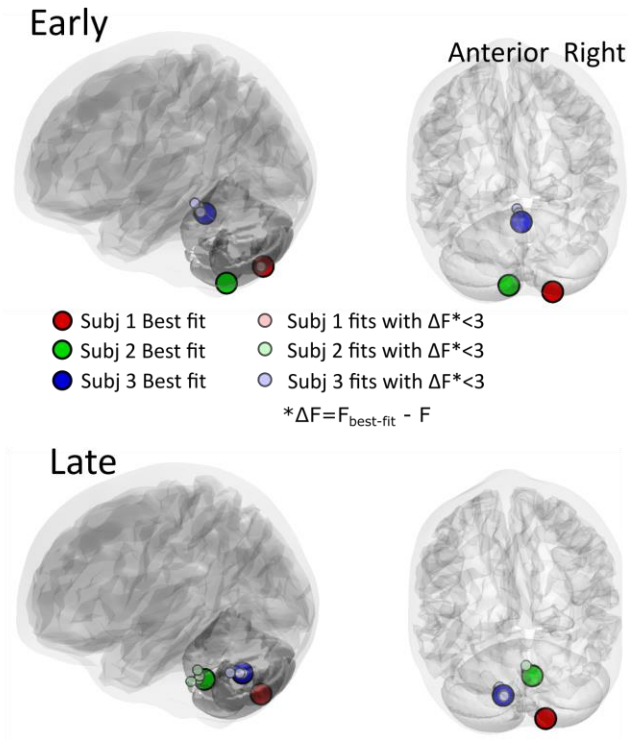 Early
Anterior Right
Subj 1 Best fit
Subj 1 fits with ΔF*<3
Subj 2 Best fit
Subj 2 fits with ΔF*<3
Subj 3 Best fit
Subj 3 fits with ΔF*<3
*ΔF=Fbest-fit - F
Late